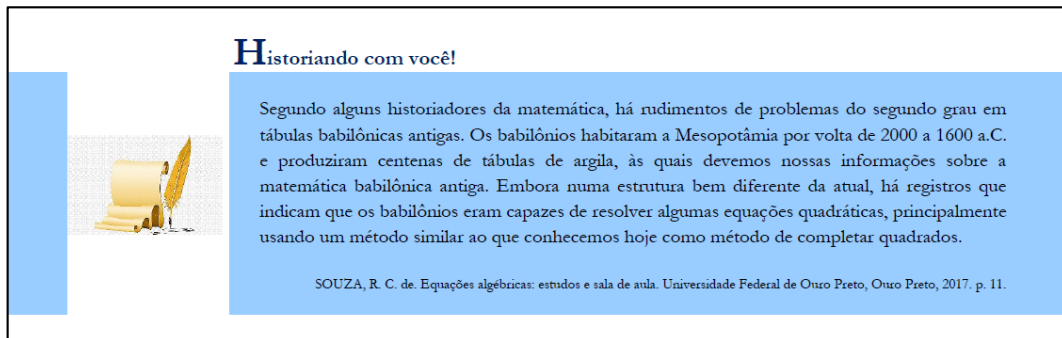 Historiando com você!
Segundo alguns historiadores da matemática, há rudimentos de problemas do segundo grau em
tábulas babilônicas antigas. Os babilônios habitaram a Mesopotâmia por volta de 2000 a 1600 a.C.
e produziram centenas de tábulas de argila, às quais devemos nossas informações sobre a
matemática babilônica antiga. Embora numa estrutura bem diferente da atual, há registros que
indicam que os babilônios eram capazes de resolver algumas equações quadráticas, principalmente
usando um método similar ao que conhecemos hoje como método de completar quadrados.
SOUZA, R. C. de. Equações algébricas: estudos e sala de aula. Universidade Federal de Ouro Preto, Ouro Preto, 2017. p. 11.